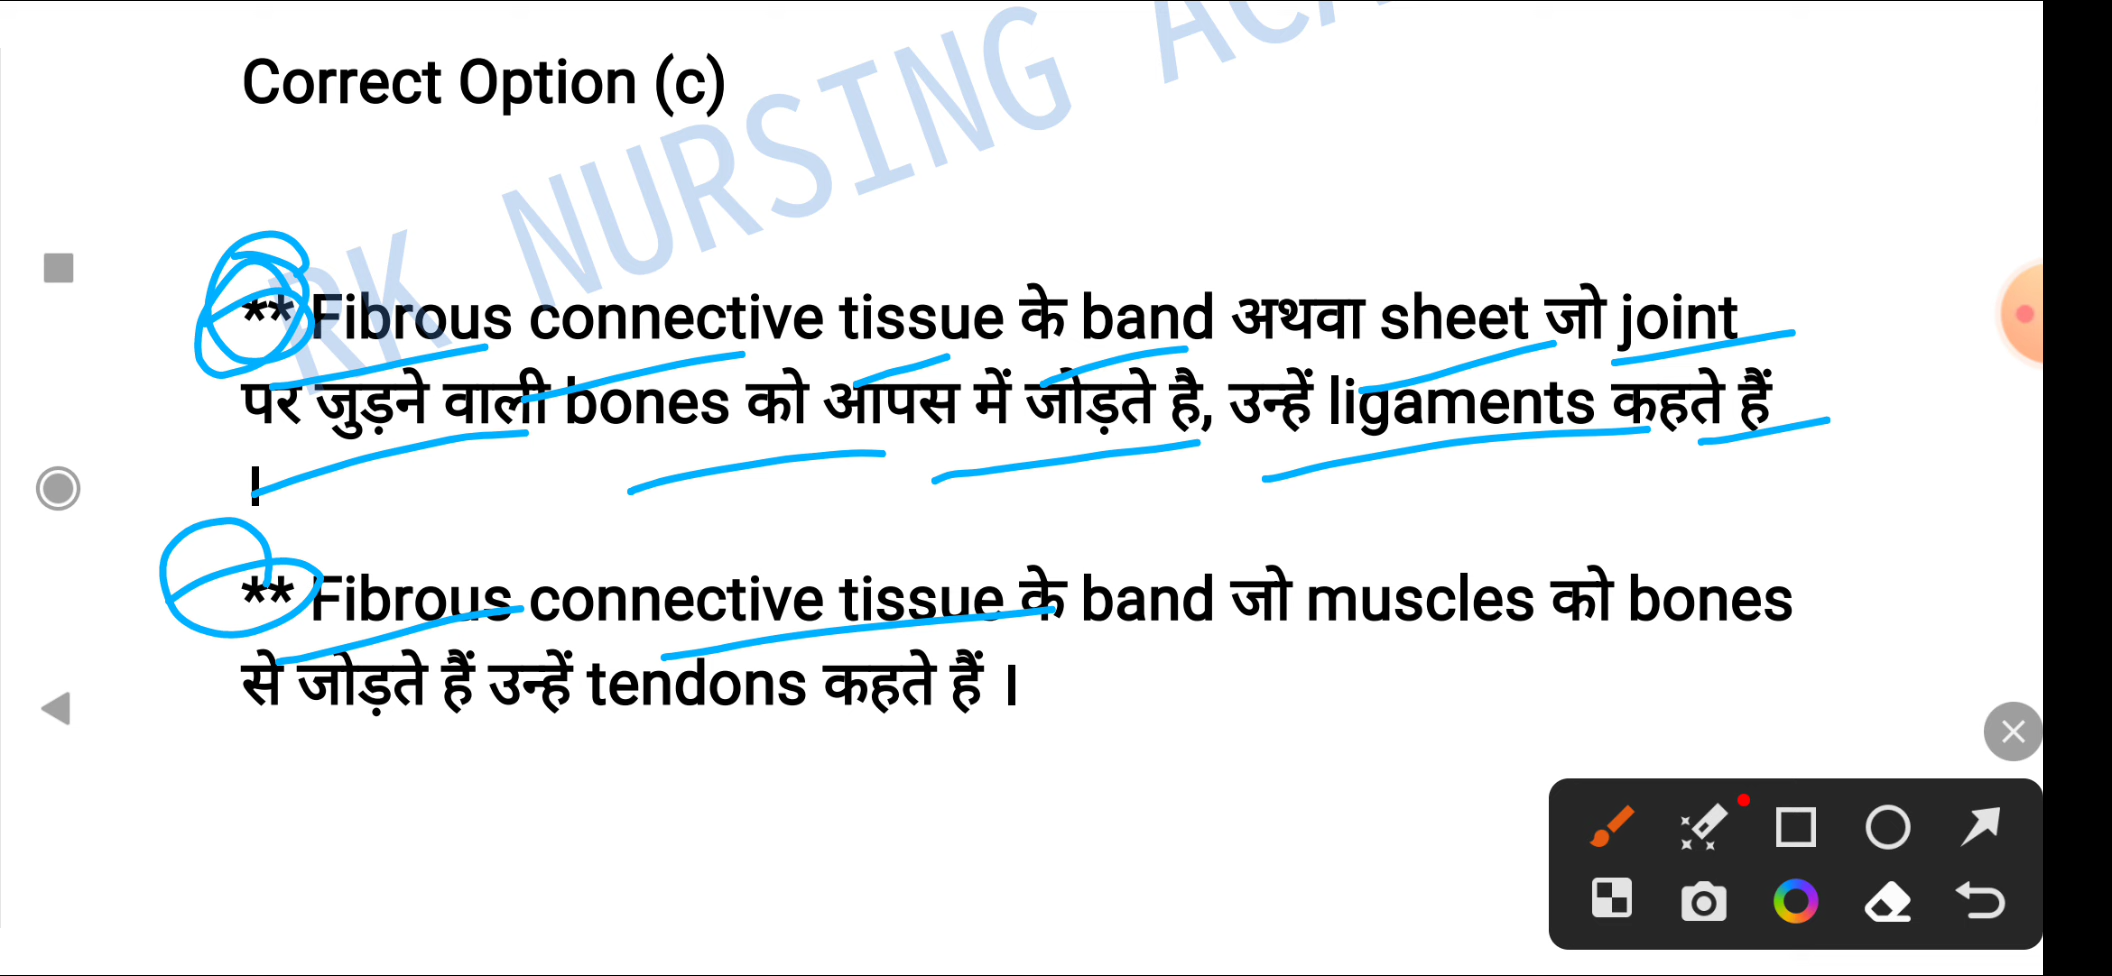 Correct Option (c)
RK NURSING
** Fibrous connective tissue के band अथवा sheet जो joint
पर जुड़ने वाली bones को आपस में जोड़ते है, उन्हें ligaments कहते हैं
।
** Fibrous connective tissue के band जो muscles को bones
से जोड़ते हैं उन्हें tendons कहते हैं ।